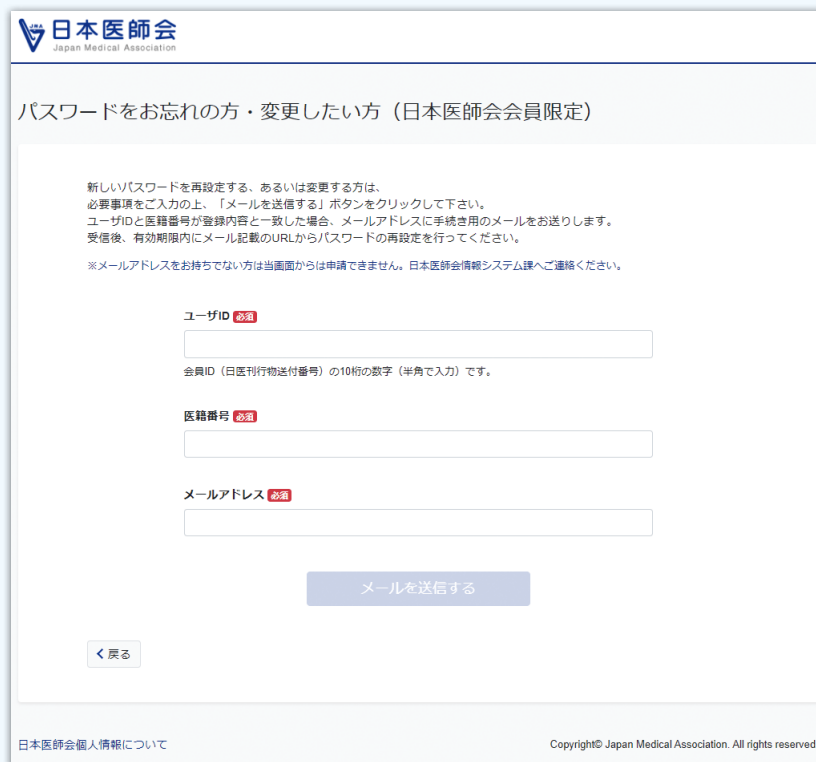 JMA
日本医師会
Japan Medical Association
パスワードをお忘れの方・変更したい方（日本医師会会員限定）
新しいパスワードを再設定する、あるいは変更する方は、
必要事項をご入力の上、「メールを送信する」ボタンをクリックして下さい。
ユーザIDと医籍番号が登録内容と一致した場合、メールアドレスに手続き用のメールをお送りします。
受信後、有効期限内にメール記載のURLからパスワードの再設定を行ってください。
※メールアドレスをお持ちでない方は当画面からは申請できません。日本医師会情報システム課へご連絡ください。
ユーザID 必須
会員ID（日医刊行物送付番号）の10桁の数字（半角で入力）です。
医籍番号 必須
メールアドレス 必須
メールを送信する
戻る
日本医師会個人情報について
Copyright© Japan Medical Association. All rights reserved